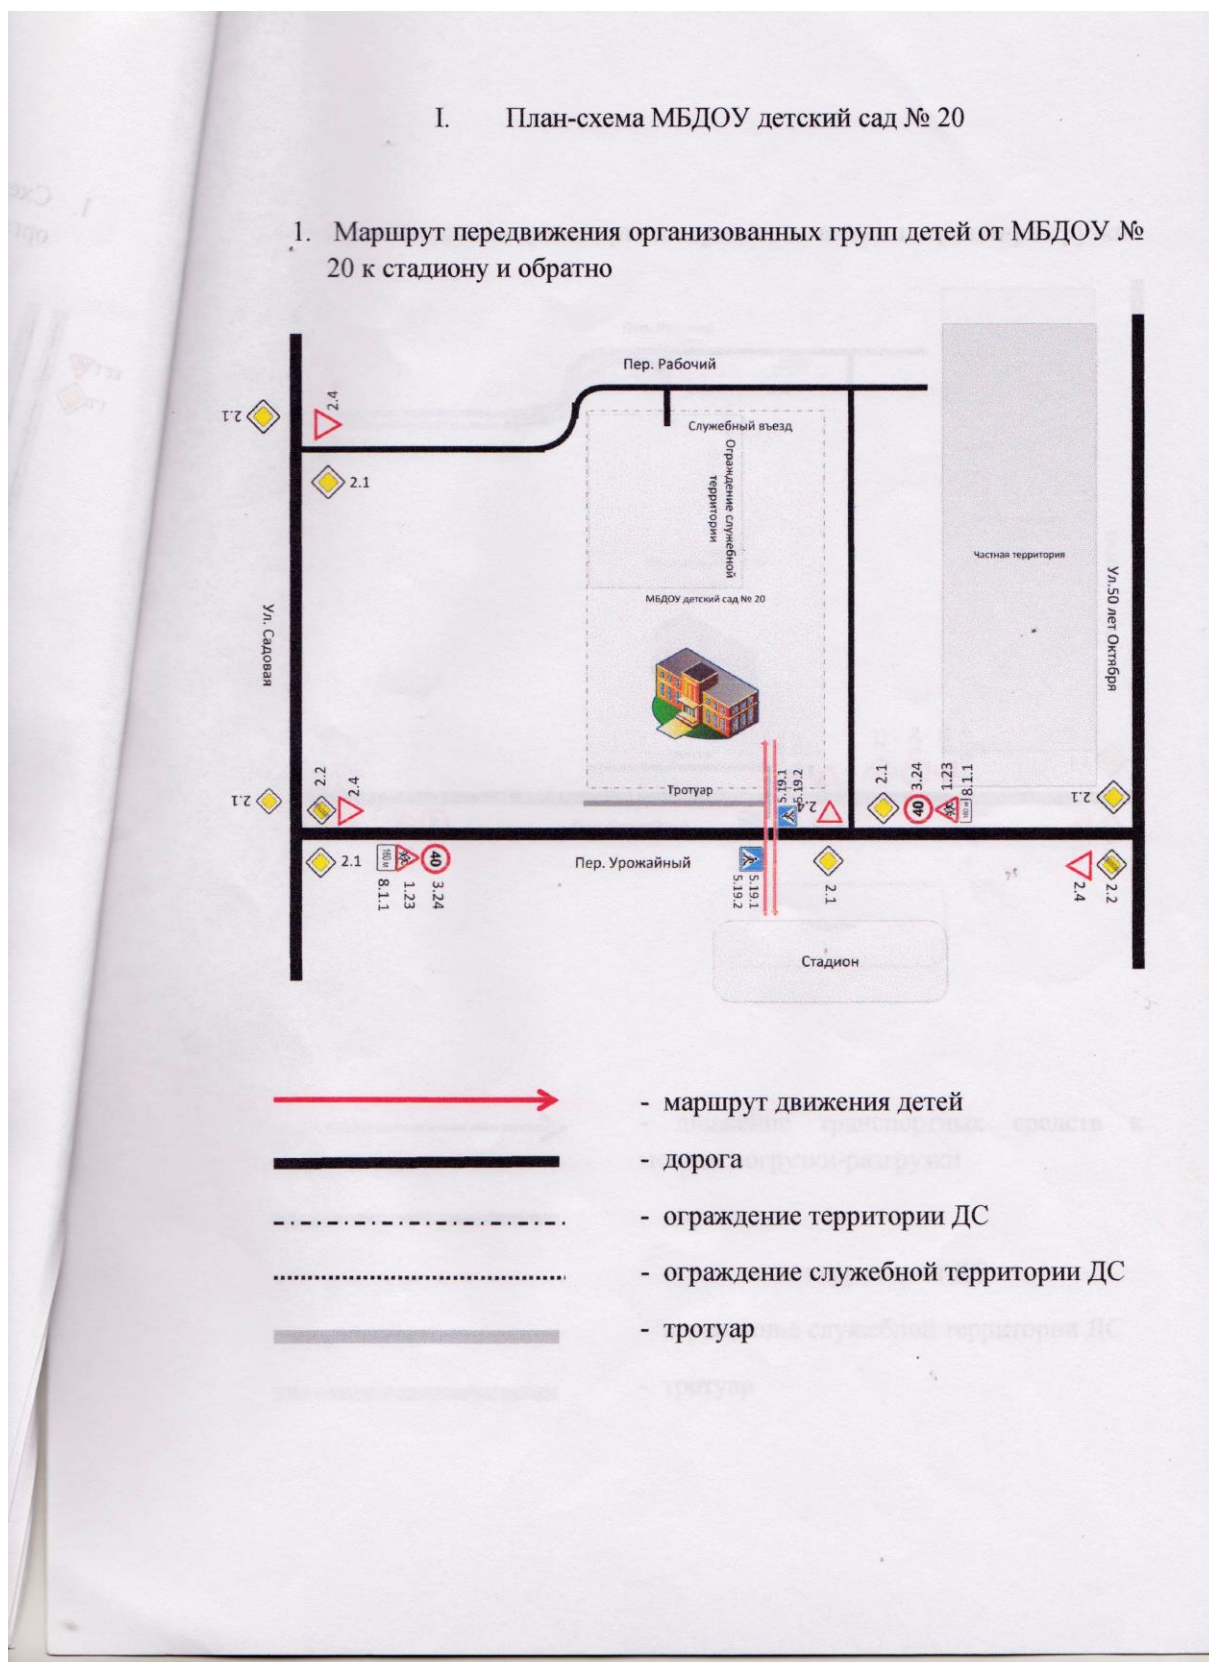 I. План-схема МБДОУ детский сад № 20
1. Маршрут передвижения организованных групп детей от МБДОУ №
20 к стадиону и обратно
Пер. Рабочий
2.1
2.4
Служебный въезд
2.1
Ограждение служебной
территории
Частная территория
МБДОУ детский сад № 20
Ул. Садовая
Ул.50 лет Октября
2.1
2.2
2.4
Тротуар
5.19.1
5.19.2
2.4
2.1
3.24
40
1.23
8.1.1
160 м
2.1
2.1
160 м
8.1.1
1.23
40
3.24
Пер. Урожайный
5.19.1
5.19.2
2.1
2.4
2.2
Стадион
- маршрут движения детей
- дорога
- ограждение территории ДС
- ограждение служебной территории ДС
- тротуар